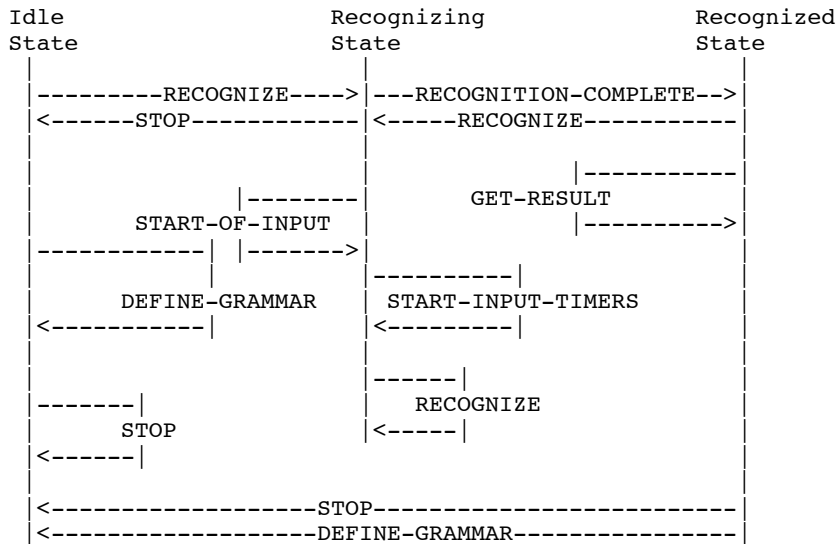 Idle Recognizing Recognized
State State State
|---------RECOGNIZE---->|---RECOGNITION-COMPLETE-->|
|<------STOP------------|<-----RECOGNIZE-----------|
GET-RESULT
START-OF-INPUT
DEFINE-GRAMMAR START-INPUT-TIMERS
RECOGNIZE
STOP
|<-------------------STOP--------------------------|
|<-------------------DEFINE-GRAMMAR----------------|